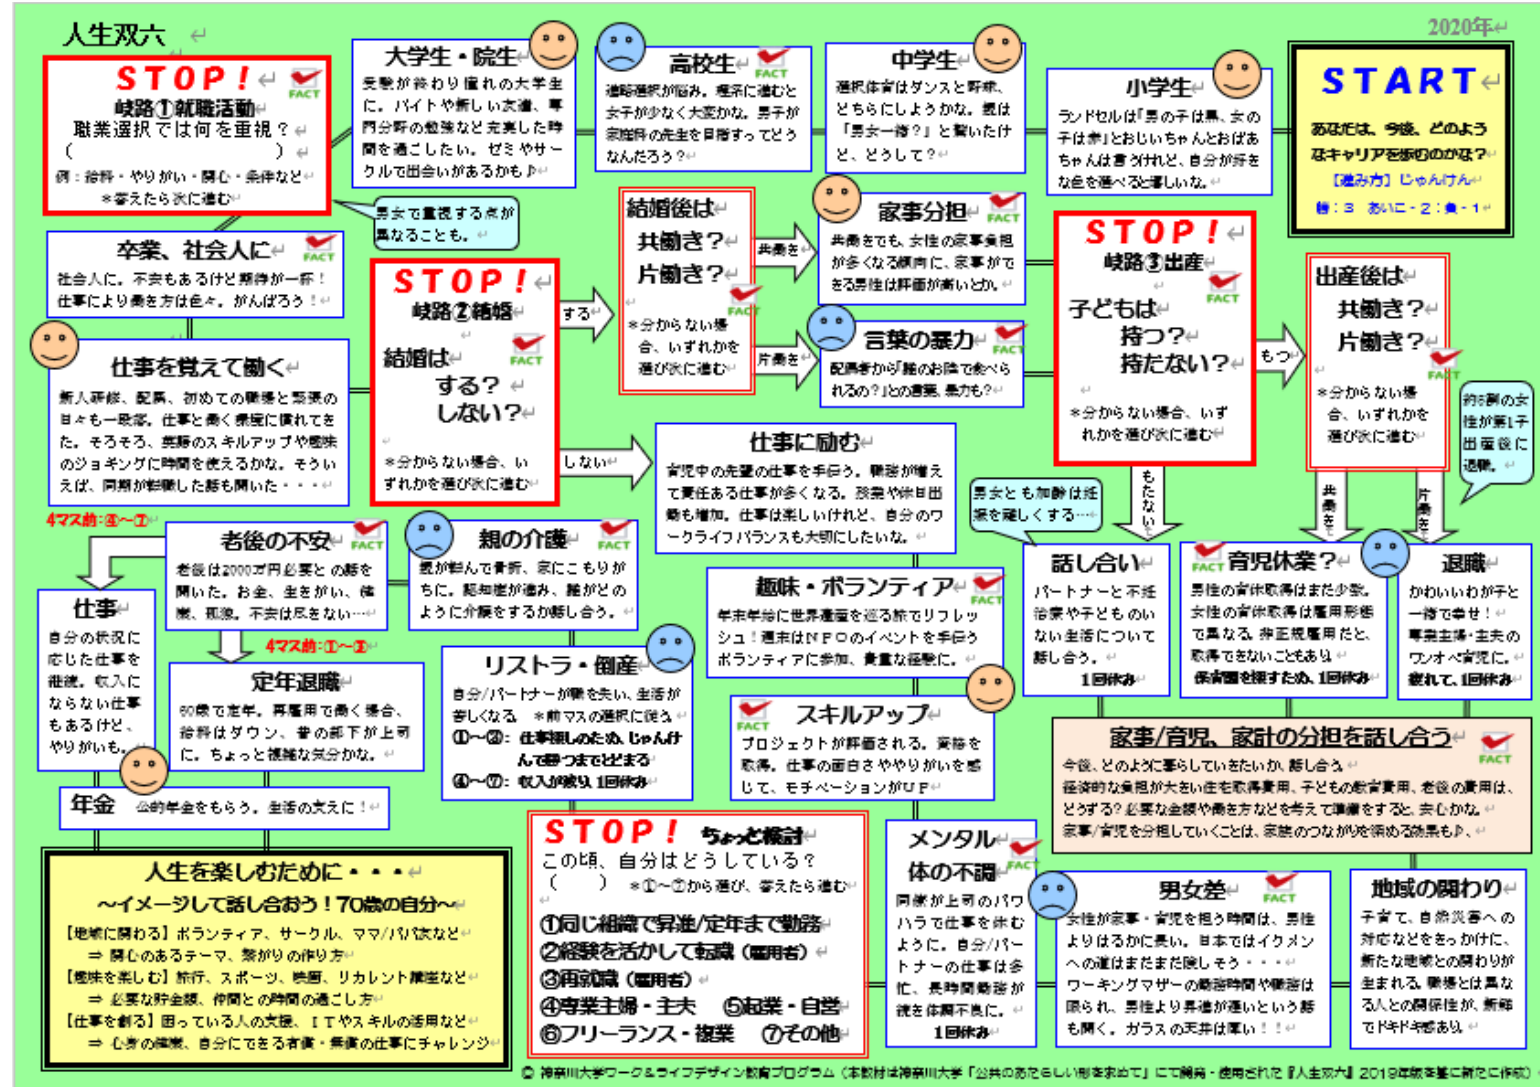 人生双六
2020年
START
あなたは、今後、どのよう
なキャリアを歩むのかな？
【進み方】じゃんけん
勝：3　あいこ-2：負-1
小学生
ランドセルは「男の子は黒、女の
子は赤」とおじいちゃんとおばあ
ちゃんは言うけれど、自分が好き
な色を選べると嬉しいな。
中学生
選択体育はダンスと野球、
どちらにしようかな。親は
「男女一緒？」と驚いたけ
ど、どうして？
高校生
FACT
進路選択が悩み。理系に進むと
女子が少なく大変かな。男子が
家庭科の先生を目指すってどう
なんだろう？
大学生・院生
受験が終わり憧れの大学生
に。バイトや新しい友達、専
門分野の勉強など充実した時
間を過ごしたい。ゼミやサー
クルで出会いがあるかも♪
STOP!
FACT
岐路①就職活動
職業選択では何を重視？
（　　　　　　　　　　）
例：給料・やりがい・関心・条件など
＊答えたら次に進む
男女で重視する点が
異なることも。
卒業、社会人に
FACT
社会人に。不安もあるけど期待が一杯！
仕事により働き方は色々。がんばろう！
仕事を覚えて働く
新人研修、配属、初めての職場と緊張の
日々も一段落。仕事と働く環境に慣れてき
た。そろそろ、英語のスキルアップや趣味
のジョギングに時間を使えるかな。そうい
えば、同期が転職した話も聞いた・・・
STOP!
岐路②結婚
FACT
結婚は
する？
しない？
＊分からない場合、い
ずれかを選び次に進む
する
しない
結婚後は
共働き？
片働き？
FACT
＊分からない場
合、いずれかを
選び次に進む
共働き
片働き
家事分担
FACT
共働きでも、女性の家事負担
が多くなる傾向に、家事がで
きる男性は評価が高いとか。
言葉の暴力
FACT
配偶者から「誰のお陰で食べら
れるの？」との言葉、暴力も？
STOP!
岐路③出産
FACT
子どもは
持つ？
持たない？
＊分からない場合、いず
れかを選び次に進む
もつ
もたない
出産後は
共働き？
片働き？
FACT
＊分からない場
合、いずれかを
選び次に進む
約5割の女
性が第1子
出産後に
退職。
共働き
片働き
仕事に励む
育児中の先輩の仕事を手伝う。職務が増え
て責任ある仕事が多くなる。残業や休日出
勤も増加。仕事は楽しいけれど、自分のワ
ークライフバランスも大切にしたいな。
男女とも加齢は妊
娠を難しくする…
話し合い
パートナーと不妊
治療や子どものい
ない生活について
話し合う。
1回休み
FACT
育児休業？
男性の育休取得はまだ少数。
女性の育休取得は雇用形態
で異なる。非正規雇用だと、
取得できないこともあり。
保育園を探すため、1回休み
退職
かわいいわが子と
一緒で幸せ！
専業主婦・主夫の
ワンオペ育児に。
疲れて、1回休み
趣味・ボランティア
FACT
年末年始に世界遺産を巡る旅でリフレッ
シュ！週末はNPOのイベントを手伝う
ボランティアに参加、貴重な経験に。
スキルアップ
FACT
プロジェクトが評価される。資格を
取得。仕事の面白さややりがいを感
じて、モチベーションがUP
家事/育児、家計の分担を話し合う
FACT
今後、どのように暮らしていきたいか、話し合う。
経済的な負担が大きい住宅取得費用、子どもの教育費用、老後の費用は、
どうする？必要な金額や働き方などを考えて準備をすると、安心かな。
家事/育児を分担していくことは、家族のつながりを深める効果も♪、
4マス前：④～⑦
老後の不安
FACT
老後は2000万円必要との話を
聞いた。お金、生きがい、健
康、孤独。不安は尽きない…
4マス前：①～③
親の介護
FACT
親が転んで骨折、家にこもりが
ちに。認知症が進み、誰がどの
ように介護をするか話し合う。
リストラ・倒産
自分/パートナーが職を失い、生活が
苦しくなる　＊前マスの選択に従う
①～③：仕事探しのため、じゃんけ
んで勝つまでとどまる
④～⑦：収入が減り、1回休み
仕事
自分の状況に
応じた仕事を
継続。収入に
ならない仕事
もあるけど、
やりがいも。
定年退職
60歳で定年。再雇用で働く場合、
給料はダウン、昔の部下が上司
に。ちょっと複雑な気分かな。
年金　公的年金をもらう。生活の支えに！
人生を楽しむために・・・
～イメージして話し合おう！70歳の自分～
【地域に関わる】ボランティア、サークル、ママ/パパ友など
⇒ 関心のあるテーマ、繋がりの作り方
【趣味を楽しむ】旅行、スポーツ、映画、リカレント講座など
⇒ 必要な貯金額、仲間との時間の過ごし方
【仕事を創る】困っている人の支援、ITやスキルの活用など
⇒ 心身の健康、自分にできる有償・無償の仕事にチャレンジ
STOP!　ちょっと検討
この頃、自分はどうしている？
（　　）　＊①～⑦から選び、答えたら進む
①同じ組織で昇進/定年まで勤務
②経験を活かして転職（雇用者）
③再就職（雇用者）
④専業主婦・主夫　⑤起業・自営
⑥フリーランス・複業　⑦その他
メンタル
体の不調
FACT
同僚が上司のパワ
ハラで仕事を休む
ように。自分/パー
トナーの仕事は多
忙、長時間勤務が
続き体調不良に。
1回休み
男女差
FACT
女性が家事・育児を担う時間は、男性
よりはるかに長い。日本ではイクメン
への道はまだまだ険しそう・・・
ワーキングマザーの勤務時間や職務は
限られ、男性より昇進が遅いという話
も聞く。ガラスの天井は厚い！！
地域の関わり
子育て、自然災害への
対応などをきっかけに、
新たな地域との関わりが
生まれる。職場とは異な
る人との関係性が、新鮮
でドキドキ感あり。
© 神奈川大学ワーク&ライフデザイン教育プログラム（本教材は神奈川大学「公共のあたらしい形を求めて」にて開発・使用された『人生双六』2019年版を基に新たに作成）